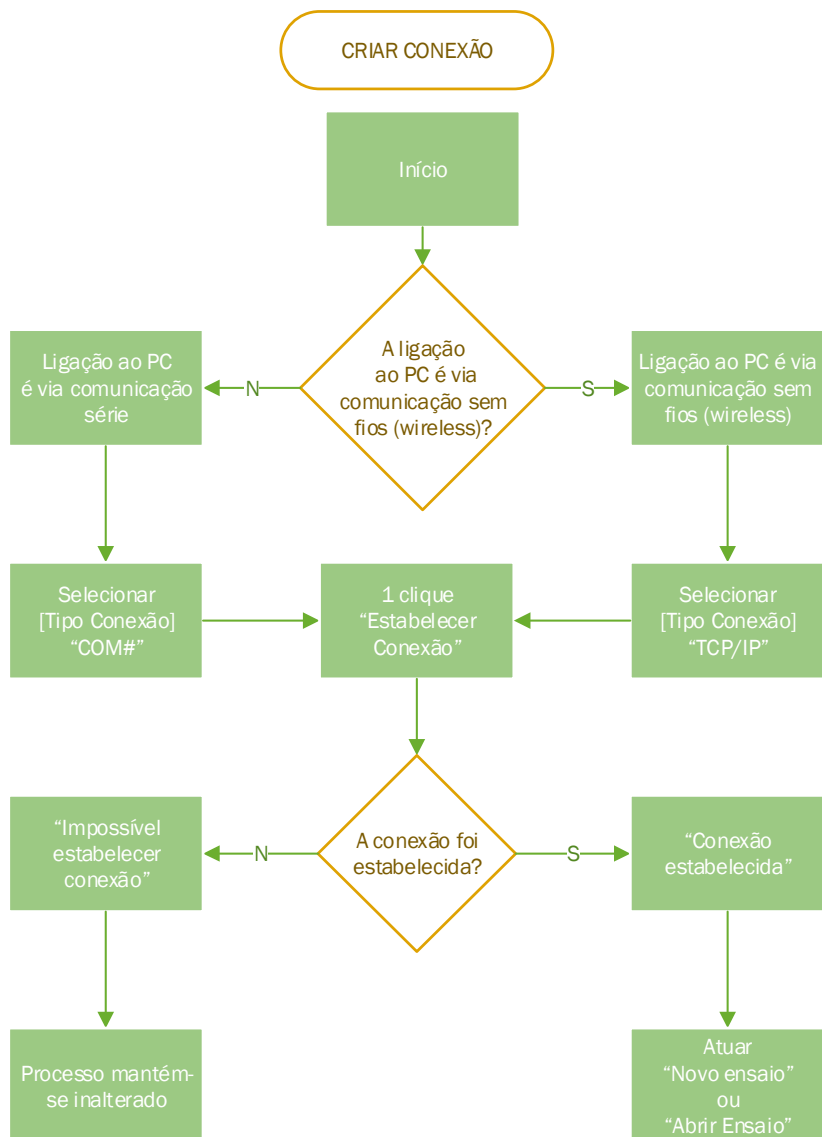 CRIAR CONEXÃO
Início
A ligação
ao PC é via
comunicação sem
fios (wireless)?
N
S
Ligação ao PC
é via comunicação
série
Ligação ao PC é via
comunicação sem
fios (wireless)
Selecionar
[Tipo Conexão]
“COM#”
1 clique
“Estabelecer
Conexão”
Selecionar
[Tipo Conexão]
“TCP/IP”
A conexão foi
estabelecida?
N
S
“Impossível
estabelecer
conexão”
“Conexão
estabelecida”
Processo mantém-
se inalterado
Atuar
“Novo ensaio”
ou
“Abrir Ensaio”